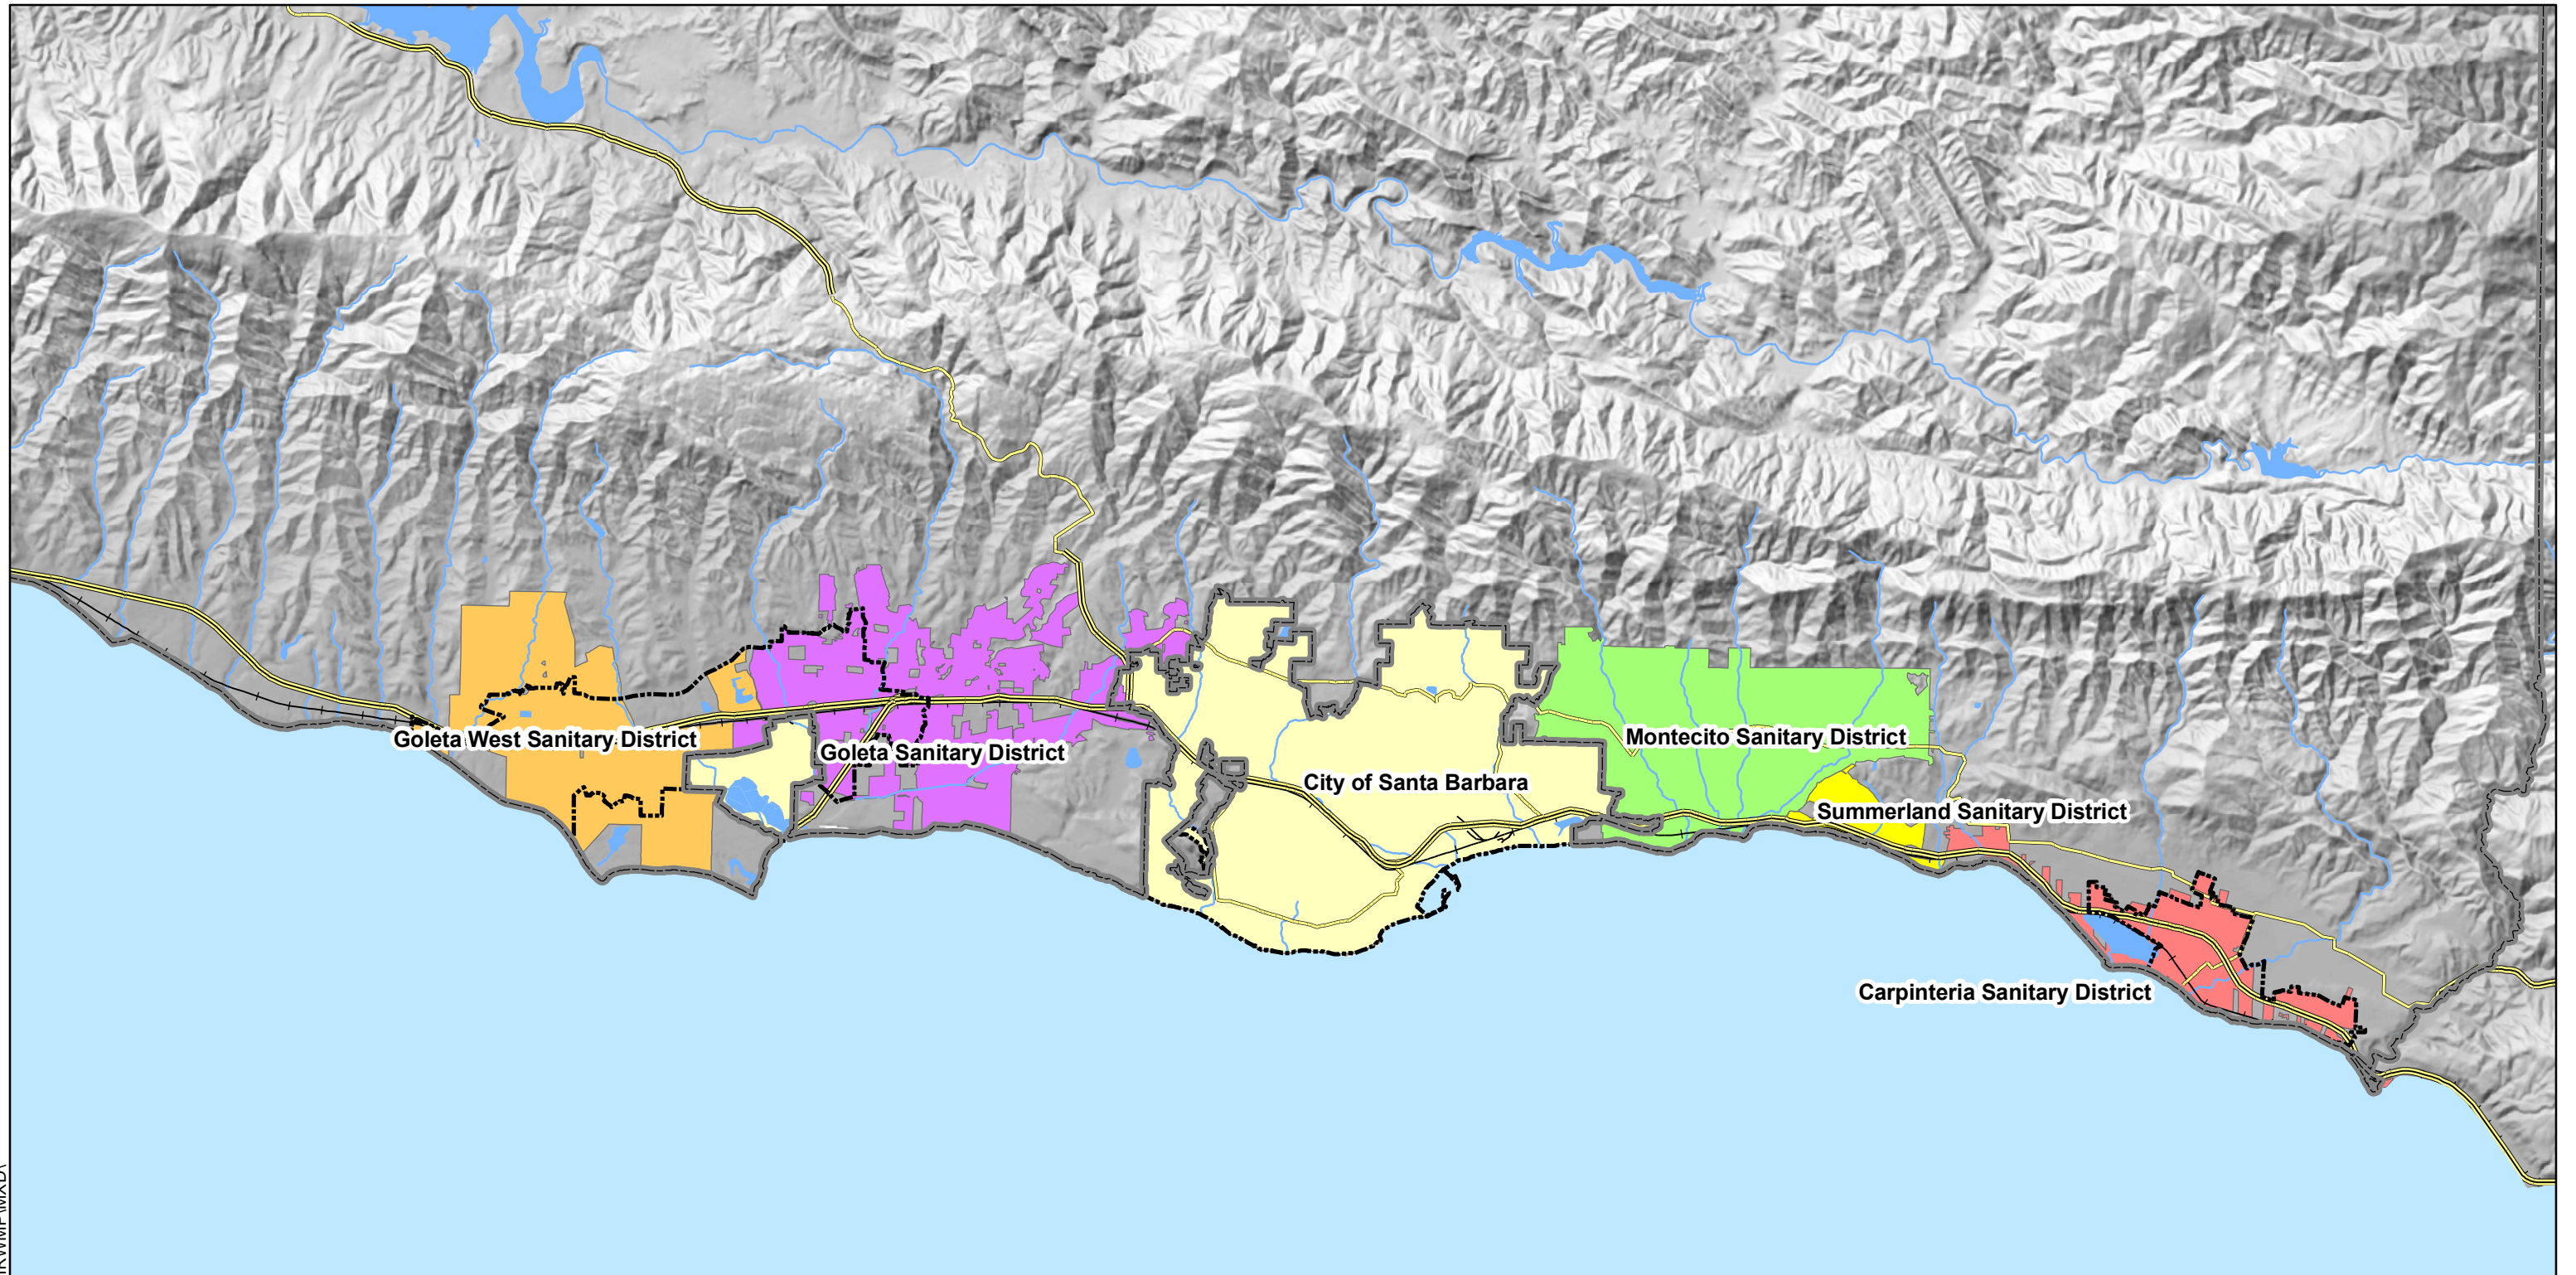 Goleta West Sanitary District
Goleta Sanitary District
Montecito Sanitary District
City of Santa Barbara
Summerland Sanitary District
Carpinteria Sanitary District